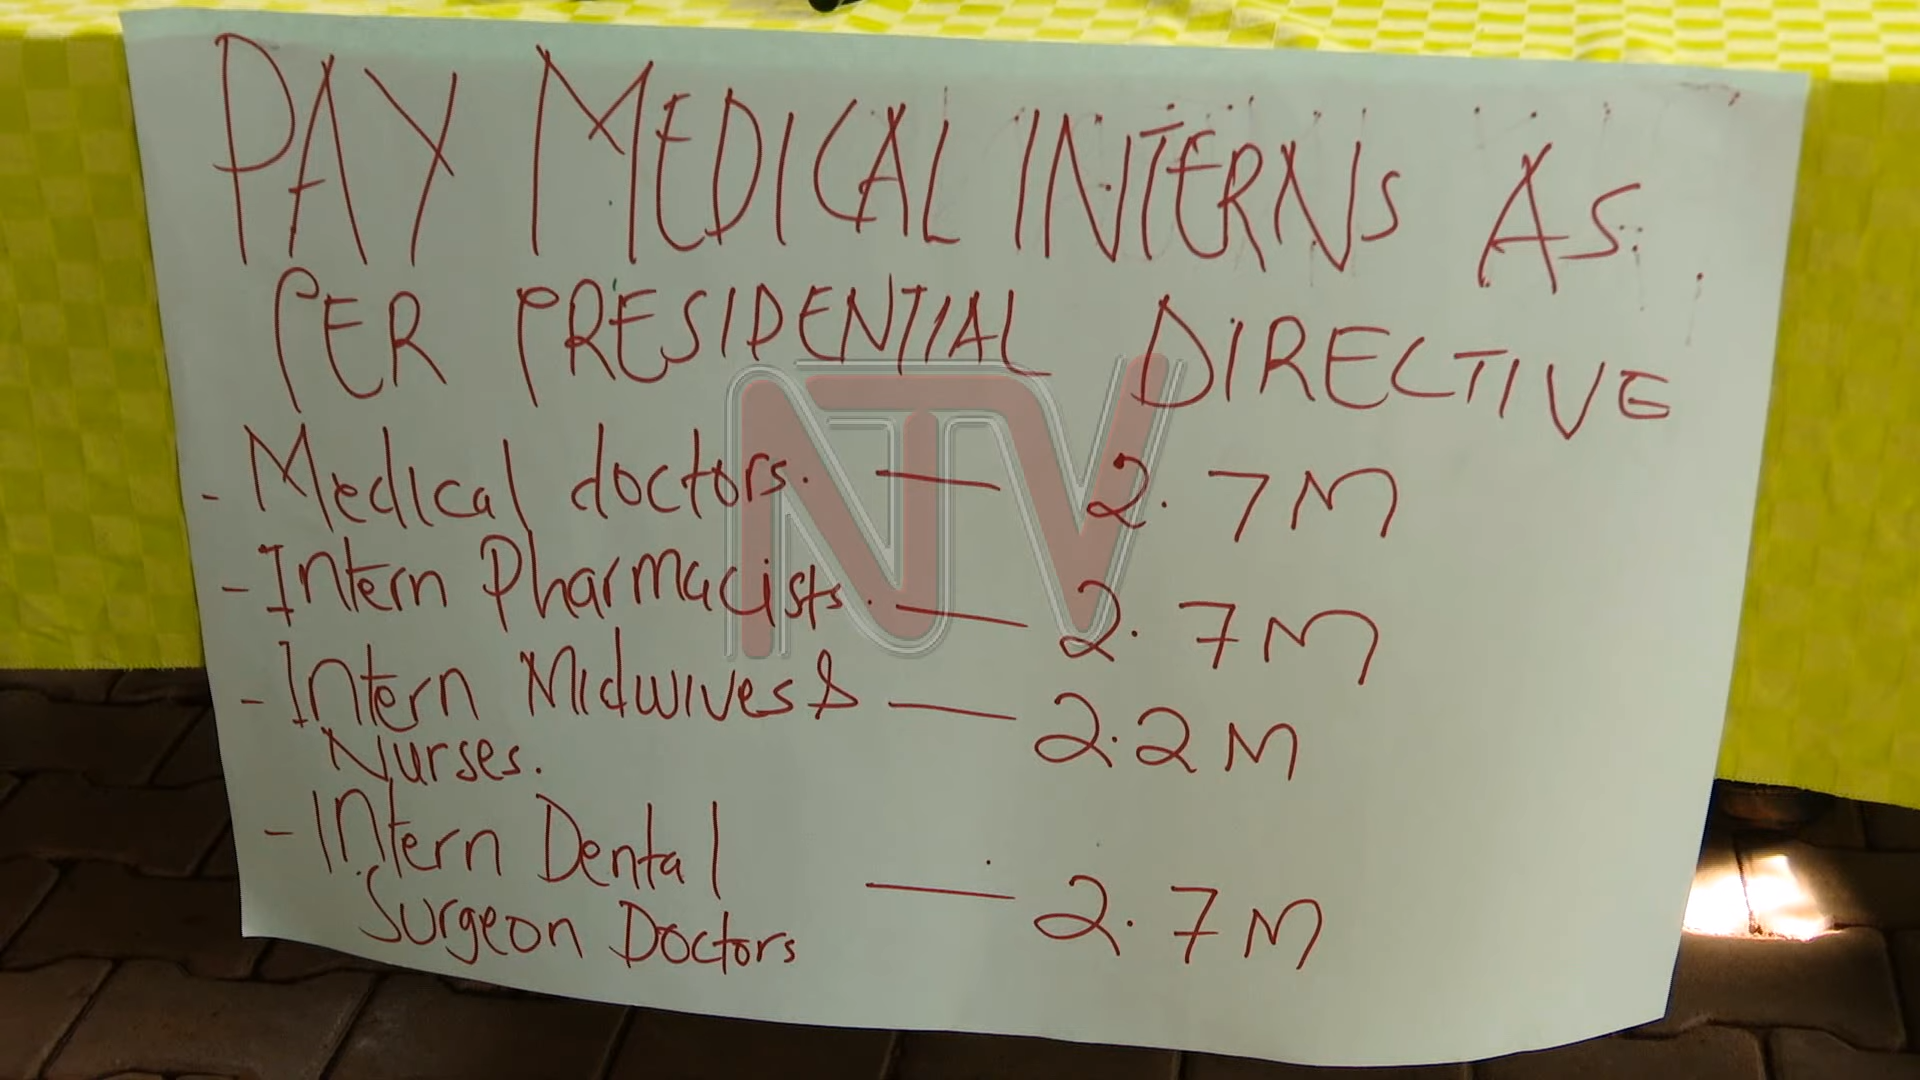 PAY MEDICAL INTERNS AS
PER PRESIDENTIAL DIRECTIVE
- Medical doctors. — 2.7M
- Intern Pharmacists. — 2.7M
- Intern Midwives & — 2.2M
Nurses.
- Intern Dental
Surgeon Doctors — 2.7M
NTV